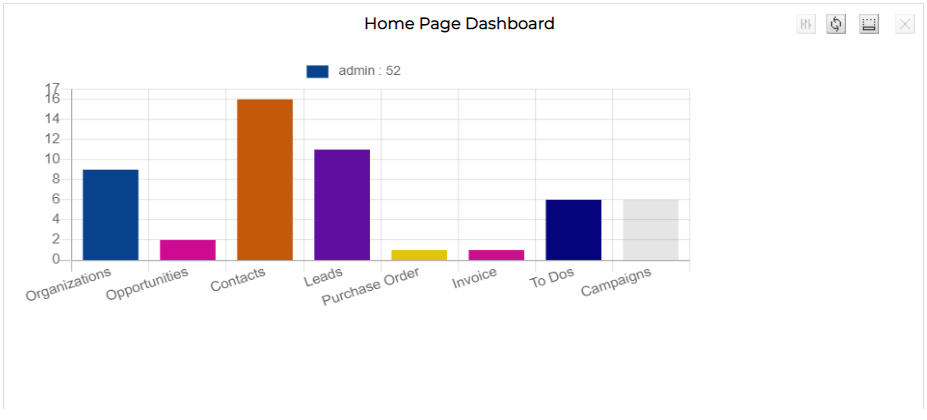 Home Page Dashboard
admin : 52
17
16
14
12
10
8
6
4
2
0
Organizations
Opportunities
Contacts
Leads
Purchase Order
Invoice
To Dos
Campaigns